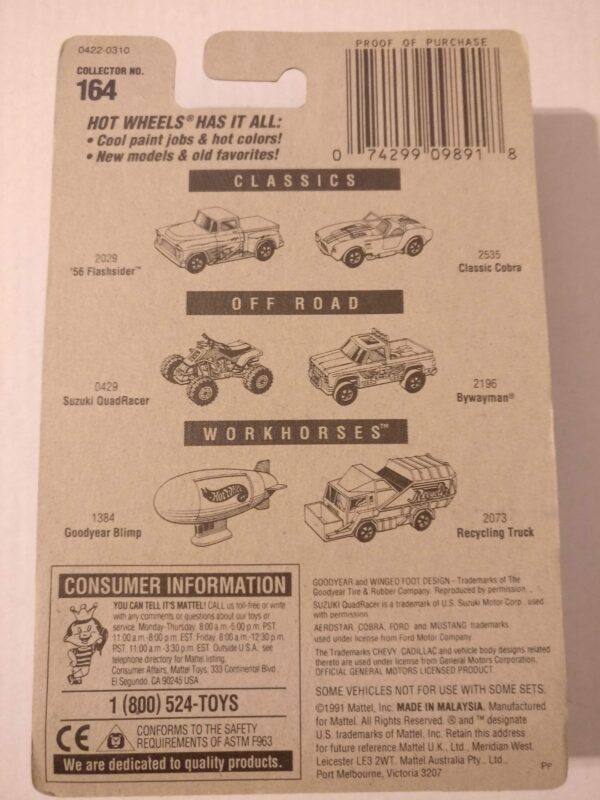 0422-0310
PROOF OF PURCHASE
COLLECTOR NO.
164
HOT WHEELS® HAS IT ALL:
• Cool paint jobs & hot colors!
• New models & old favorites!
0 74299 09891 8
CLASSICS
2029
'56 Flashsider™
2535
Classic Cobra
OFF ROAD
0429
Suzuki QuadRacer
2196
Bywayman®
WORKHORSES™
Hot Wheels
1384
Goodyear Blimp
2073
Recycling Truck
CONSUMER INFORMATION
YOU CAN TELL IT'S MATTEL! CALL us toll-free or write
with any comments or questions about our toys or
service. Monday-Thursday, 8:00 a.m.-5:00 p.m. PST.
11:00 a.m.-8:00 p.m. EST. Friday, 8:00 a.m.-12:30 p.m.
PST. 11:00 a.m.-3:30 p.m. EST. Outside U.S.A. see
telephone directory for Mattel listing.
Consumer Affairs, Mattel Toys, 333 Continental Blvd.,
El Segundo, CA 90245 USA
1 (800) 524-TOYS
CE
CONFORMS TO THE SAFETY
REQUIREMENTS OF ASTM F963
We are dedicated to quality products.
GOODYEAR and WINGED FOOT DESIGN - Trademarks of The
Goodyear Tire & Rubber Company. Reproduced by permission.
SUZUKI QuadRacer is a trademark of U.S. Suzuki Motor Corp., used
with permission.
AEROSTAR, COBRA, FORD and MUSTANG trademarks
used under license from Ford Motor Company.
The Trademarks CHEVY, CADILLAC and vehicle body designs related
thereto are used under license from General Motors Corporation.
OFFICIAL GENERAL MOTORS LICENSED PRODUCT.
SOME VEHICLES NOT FOR USE WITH SOME SETS.
©1991 Mattel, Inc. MADE IN MALAYSIA. Manufactured
for Mattel. All Rights Reserved. ® and ™ designate
U.S. trademarks of Mattel, Inc. Retain this address
for future reference: Mattel U.K., Ltd., Meridian West,
Leicester LE3 2WT. Mattel Australia Pty., Ltd.,
Port Melbourne, Victoria 3207